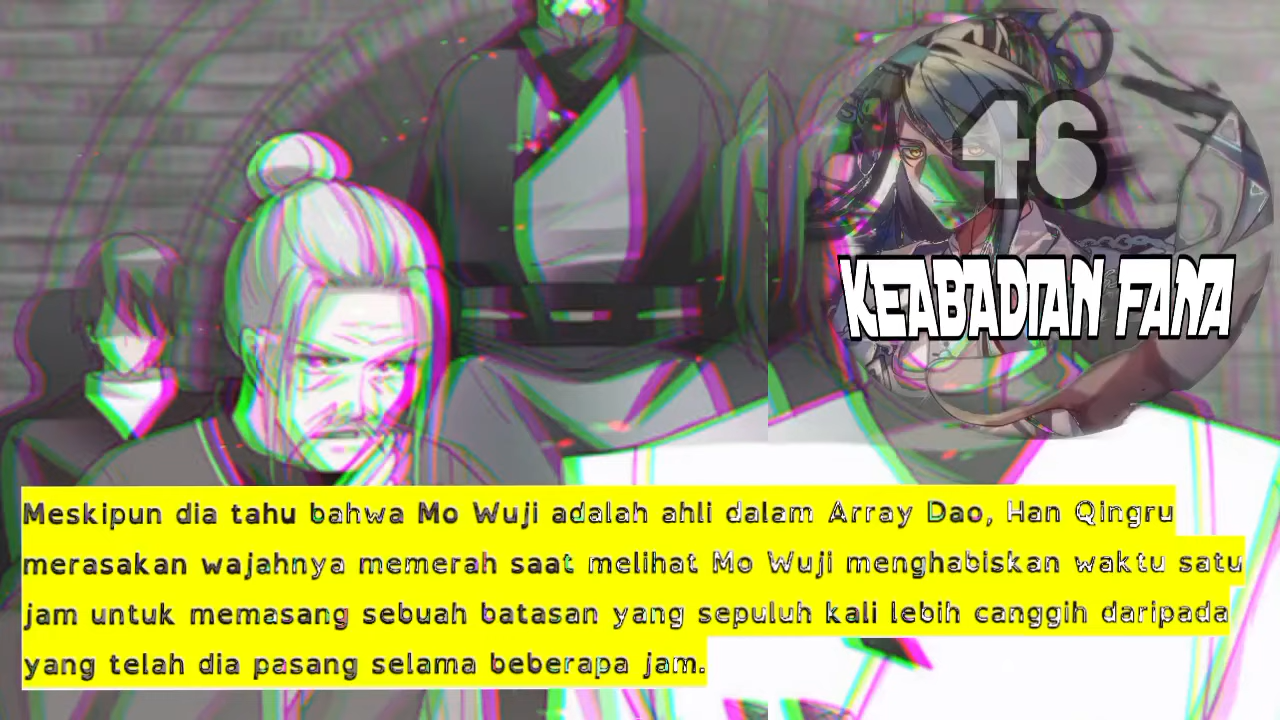 46
KEABADIAN FANA
Meskipun dia tahu bahwa Mo Wuji adalah ahli dalam Array Dao, Han Qingru
merasakan wajahnya memerah saat melihat Mo Wuji menghabiskan waktu satu
jam untuk memasang sebuah batasan yang sepuluh kali lebih canggih daripada
yang telah dia pasang selama beberapa jam.